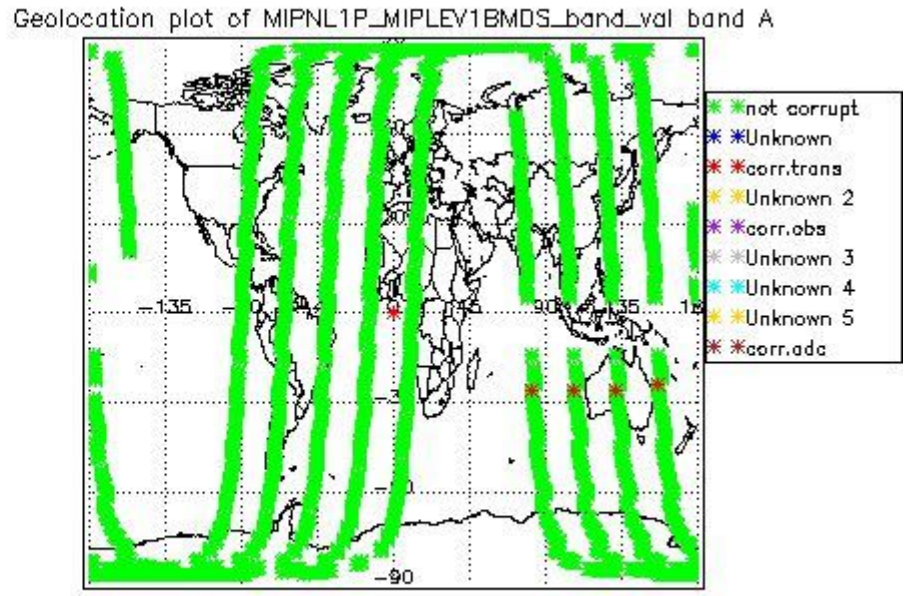 Geolocation plot of MIPNL1P_MIPLEV1BMDS_band_val band A
not corrupt
Unknown
corr.trans
Unknown 2
corr.obs
Unknown 3
Unknown 4
Unknown 5
corr.adc
-135
90
-90